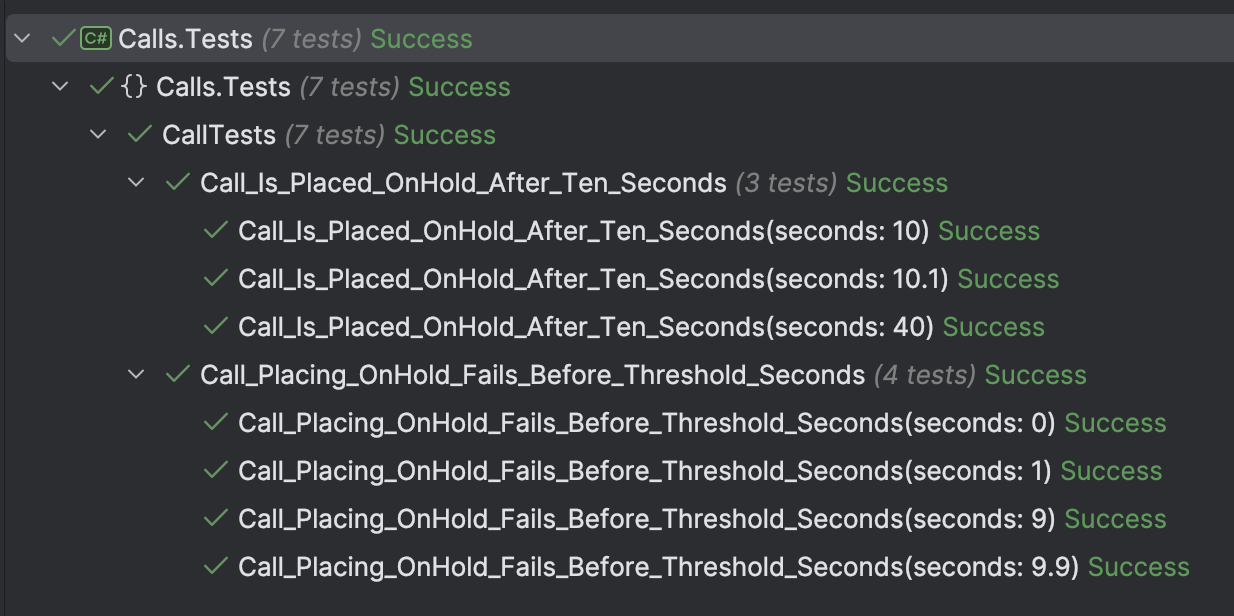 C# Calls.Tests (7 tests) Success
{} Calls.Tests (7 tests) Success
CallTests (7 tests) Success
Call_Is_Placed_OnHold_After_Ten_Seconds (3 tests) Success
Call_Is_Placed_OnHold_After_Ten_Seconds(seconds: 10) Success
Call_Is_Placed_OnHold_After_Ten_Seconds(seconds: 10.1) Success
Call_Is_Placed_OnHold_After_Ten_Seconds(seconds: 40) Success
Call_Placing_OnHold_Fails_Before_Threshold_Seconds (4 tests) Success
Call_Placing_OnHold_Fails_Before_Threshold_Seconds(seconds: 0) Success
Call_Placing_OnHold_Fails_Before_Threshold_Seconds(seconds: 1) Success
Call_Placing_OnHold_Fails_Before_Threshold_Seconds(seconds: 9) Success
Call_Placing_OnHold_Fails_Before_Threshold_Seconds(seconds: 9.9) Success